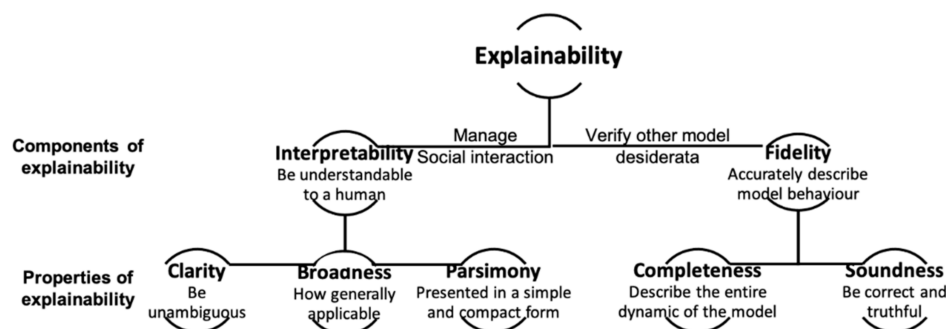 Explainability
Components of
explainability
Manage
Social interaction
Verify other model
desiderata
Interpretability
Be understandable
to a human
Fidelity
Accurately describe
model behaviour
Properties of
explainability
Clarity
Be
unambiguous
Broadness
How generally
applicable
Parsimony
Presented in a simple
and compact form
Completeness
Describe the entire
dynamic of the model
Soundness
Be correct and
truthful